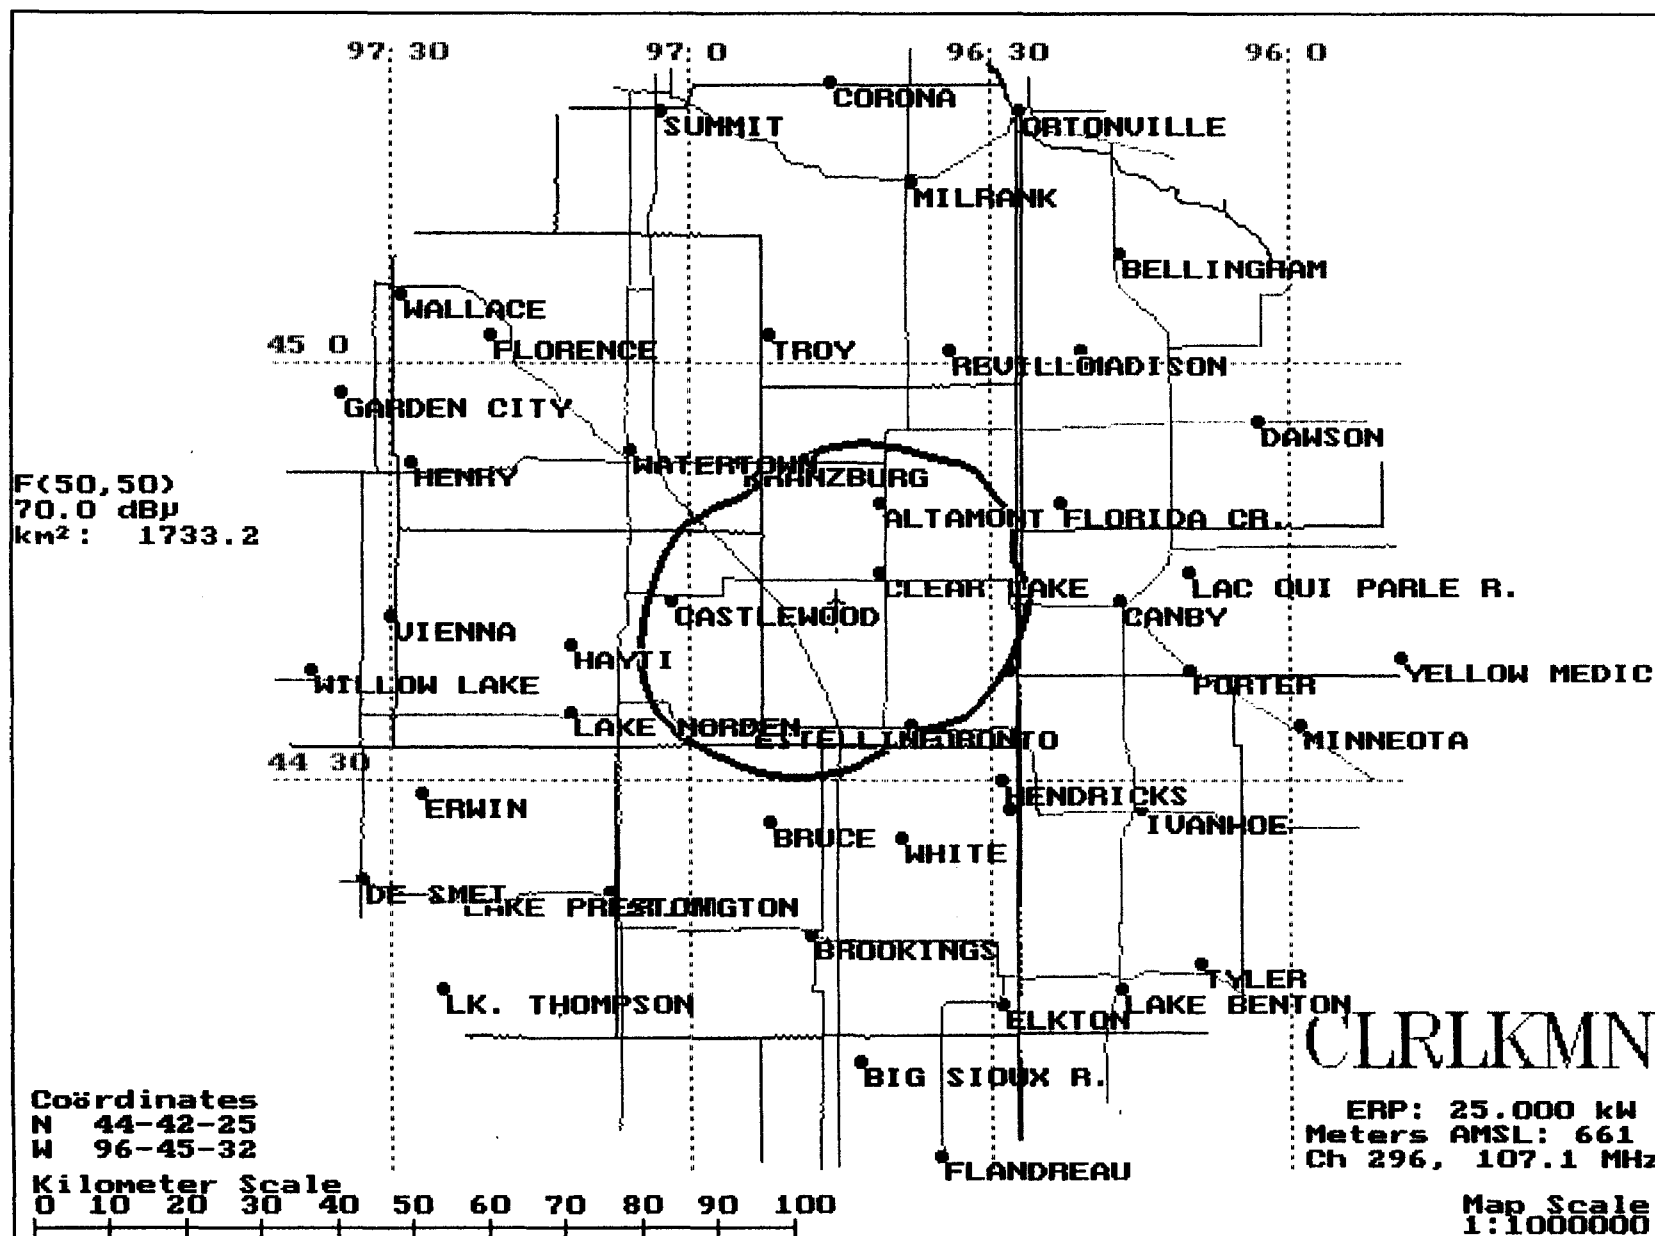 97 30
97 0
96 30
96 0
CORONA
SUMMIT
ORTONVILLE
MILBANK
BELLINGHAM
WALLACE
FLORENCE
TROY
45 0
REVILLO
MADISON
GARDEN CITY
DAWSON
WATERTOWN
HENRY
KRANZBURG
F(50,50)
70.0 dBµ
km²: 1733.2
ALTAMONT
FLORIDA CR.
CLEAR LAKE
LAC QUI PARLE R.
CASTLEWOOD
CANBY
VIENNA
HAYTI
WILLOW LAKE
PORTER
YELLOW MEDIC
LAKE NORDEN
ESTELLINE
TORONTO
MINNEOTA
44 30
ERWIN
HENDRICKS
IVANHOE
BRUCE
WHITE
DE SMET
LAKE PRESTON
BROOKINGS
TYLER
LK. THOMPSON
LAKE BENTON
ELKTON
CLRLKMN
BIG SIOUX R.
Coördinates
N 44-42-25
W 96-45-32
ERP: 25.000 kW
Meters AMSL: 661
Ch 296, 107.1 MHz
FLANDREAU
Kilometer Scale
0 10 20 30 40 50 60 70 80 90 100
Map Scale
1:1000000